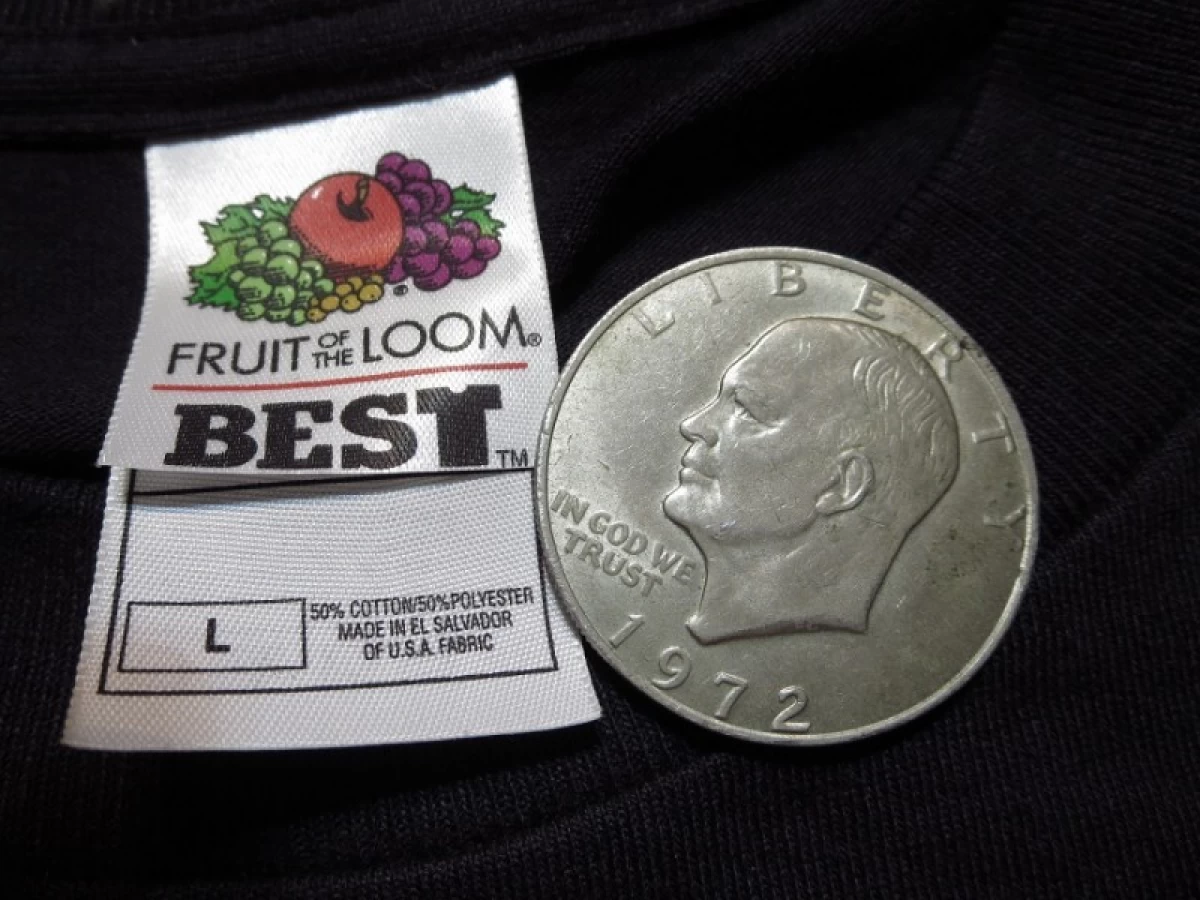 FRUIT OF THE LOOM®
BEST™
L
50% COTTON/50%POLYESTER
MADE IN EL SALVADOR
OF U.S.A. FABRIC
LIBERTY
IN GOD WE
TRUST
1972